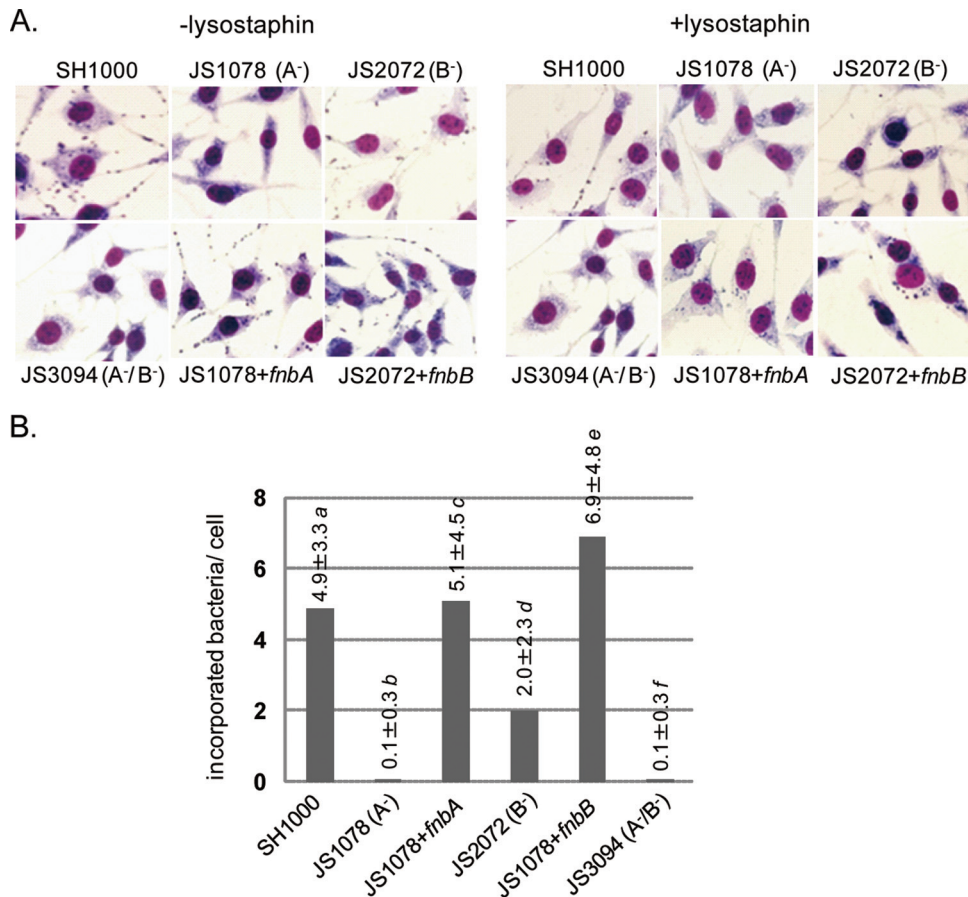 A.
-lysostaphin
+lysostaphin
SH1000 JS1078 (A-) JS2072 (B-)
SH1000 JS1078 (A-) JS2072 (B-)
JS3094 (A-/B-) JS1078+fnbA JS2072+fnbB
JS3094 (A-/B-) JS1078+fnbA JS2072+fnbB
B.
incorporated bacteria/ cell
8
6
4
2
0
4.9±3.3 a
0.1±0.3 b
5.1±4.5 c
2.0±2.3 d
6.9±4.8 e
0.1±0.3 f
SH1000
JS1078 (A-)
JS1078+fnbA
JS2072 (B-)
JS1078+fnbB
JS3094 (A-/B-)